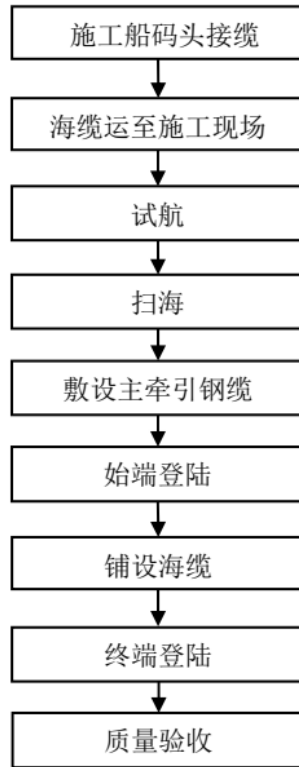 施工船码头接缆
海缆运至施工现场
试航
扫海
敷设主牵引钢缆
始端登陆
铺设海缆
终端登陆
质量验收